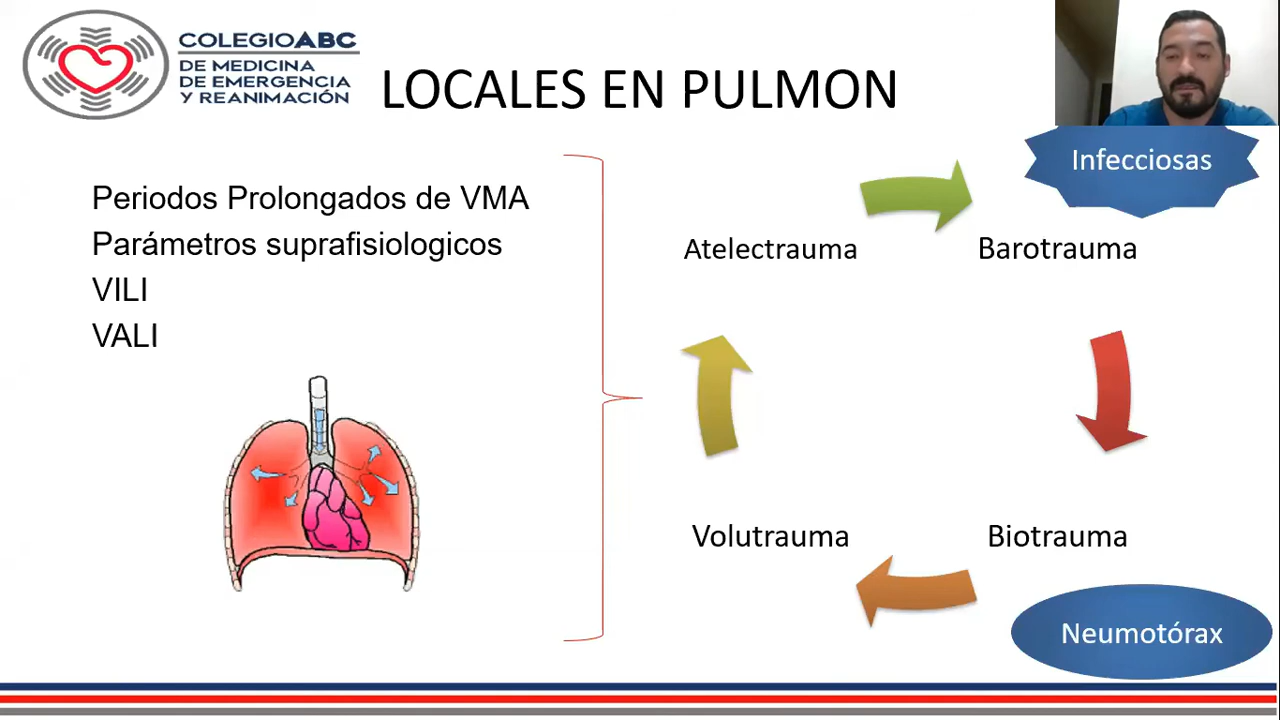 COLEGIOABC
DE MEDICINA
DE EMERGENCIA
Y REANIMACIÓN
LOCALES EN PULMON
Periodos Prolongados de VMA
Parámetros suprafisiologicos
VILI
VALI
Infecciosas
Atelectrauma
Barotrauma
Volutrauma
Biotrauma
Neumotórax